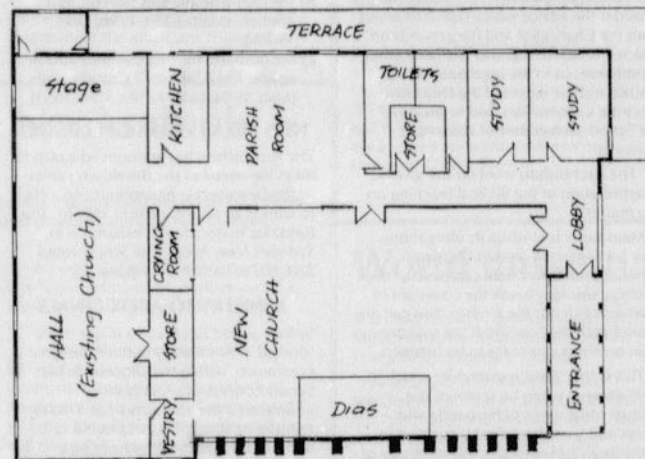 TERRACE
Stage
KITCHEN
PARISH
ROOM
TOILETS
STORE
STUDY
STUDY
HALL
(Existing Church)
CRYING
ROOM
STORE
VESTRY
NEW
CHURCH
Dias
LOBBY
ENTRANCE